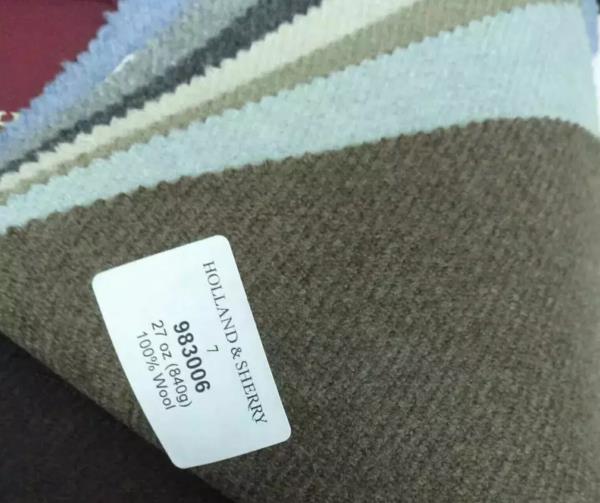 HOLLAND & SHERRY
7
983006
27 oz (840g)
100% Wool